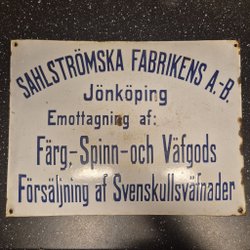 SAHLSTRÖMSKA FABRIKENS A.-B.
Jönköping
Emottagning af:
Färg,-Spinn-och Väfgods
Försäljning af Svenskullsväfnader